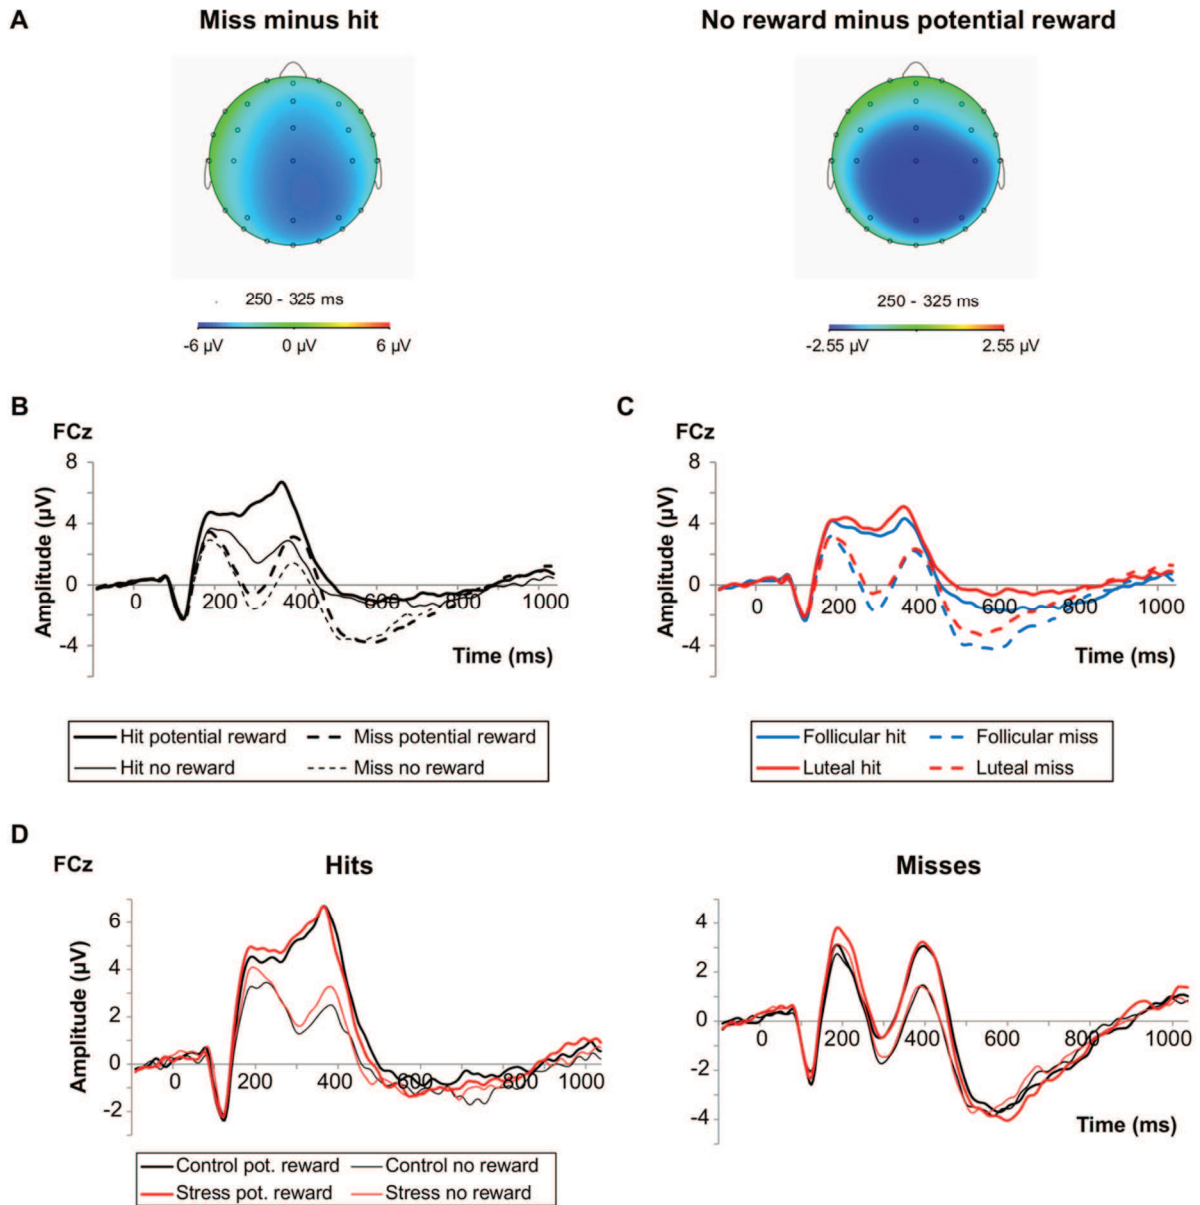 A
Miss minus hit
No reward minus potential reward
250 - 325 ms
-6 µV 0 µV 6 µV
250 - 325 ms
-2.55 µV 2.55 µV
B
FCz
8
4
0
-4
Amplitude (µV)
0 200 400 600 800 1000
Time (ms)
Hit potential reward
Miss potential reward
Hit no reward
Miss no reward
C
FCz
8
4
0
-4
Amplitude (µV)
0 200 400 600 800 1000
Time (ms)
Follicular hit
Follicular miss
Luteal hit
Luteal miss
D
FCz
Hits
6
4
2
0
-2
Amplitude (µV)
0 200 400 600 800 1000
Control pot. reward
Control no reward
Stress pot. reward
Stress no reward
Misses
4
2
0
-2
-4
0 200 400 600 800 1000
Time (ms)